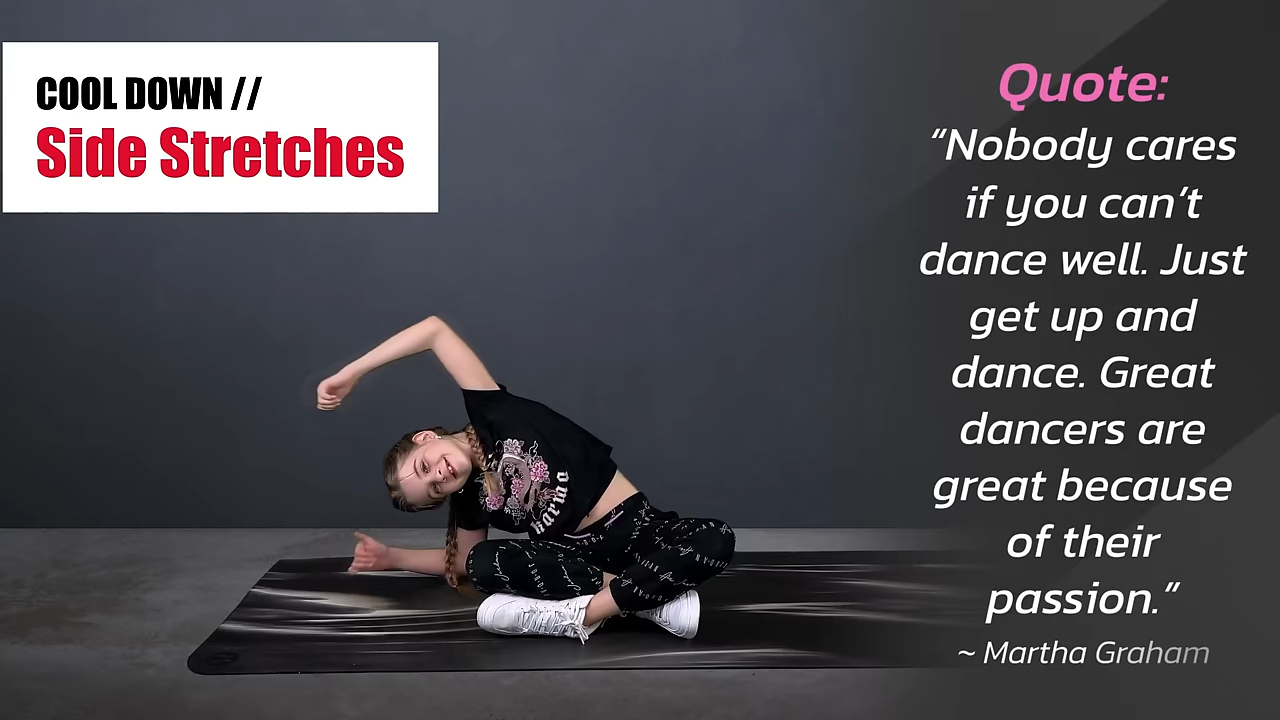 COOL DOWN //
Side Stretches
Quote:
“Nobody cares
if you can’t
dance well. Just
get up and
dance. Great
dancers are
great because
of their
passion.”
~ Martha Graham
karma